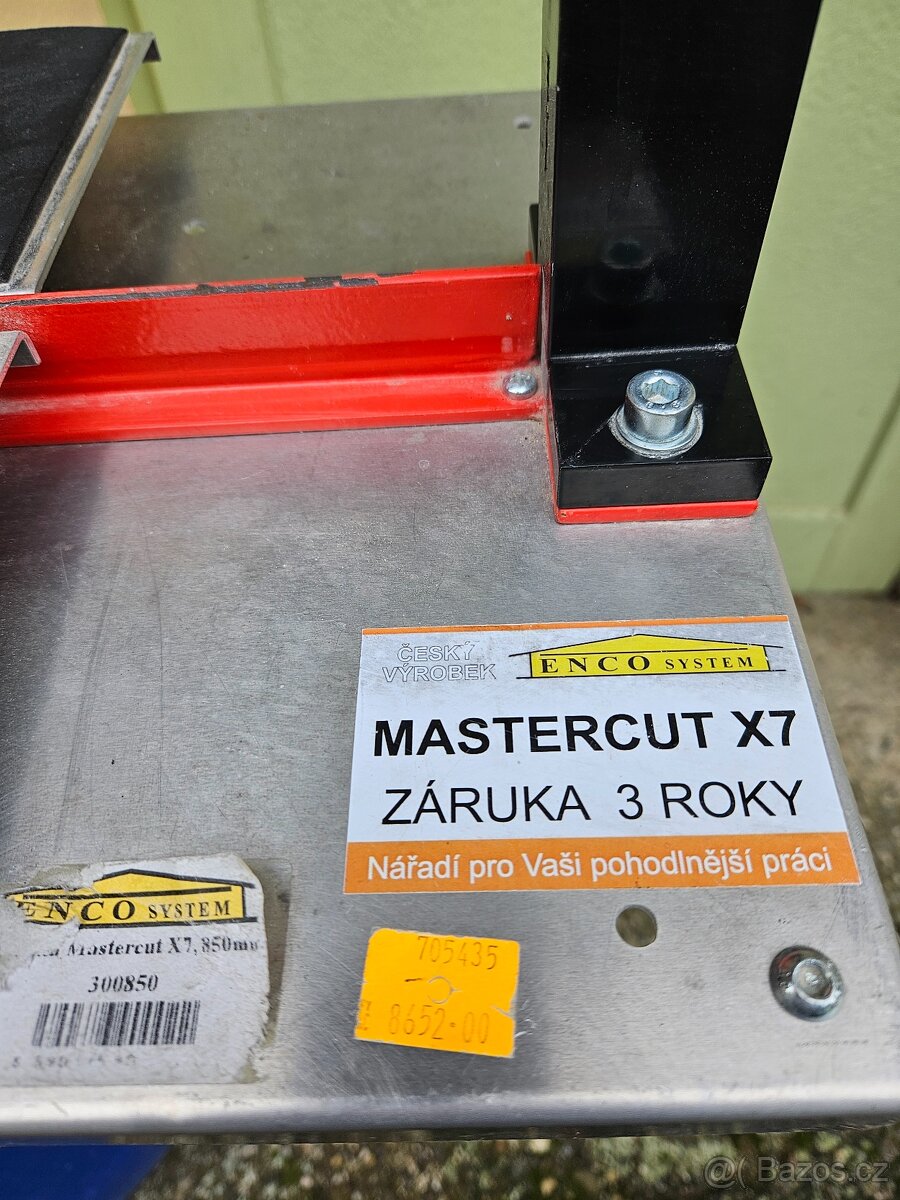 ČESKÝ
VÝROBEK
ENCO SYSTEM
MASTERCUT X7
ZÁRUKA 3 ROKY
Nářadí pro Vaši pohodlnější práci
ENCO SYSTEM
Mastercut X7, 850mm
300850
705435
8652.00
@( Bazos.cz